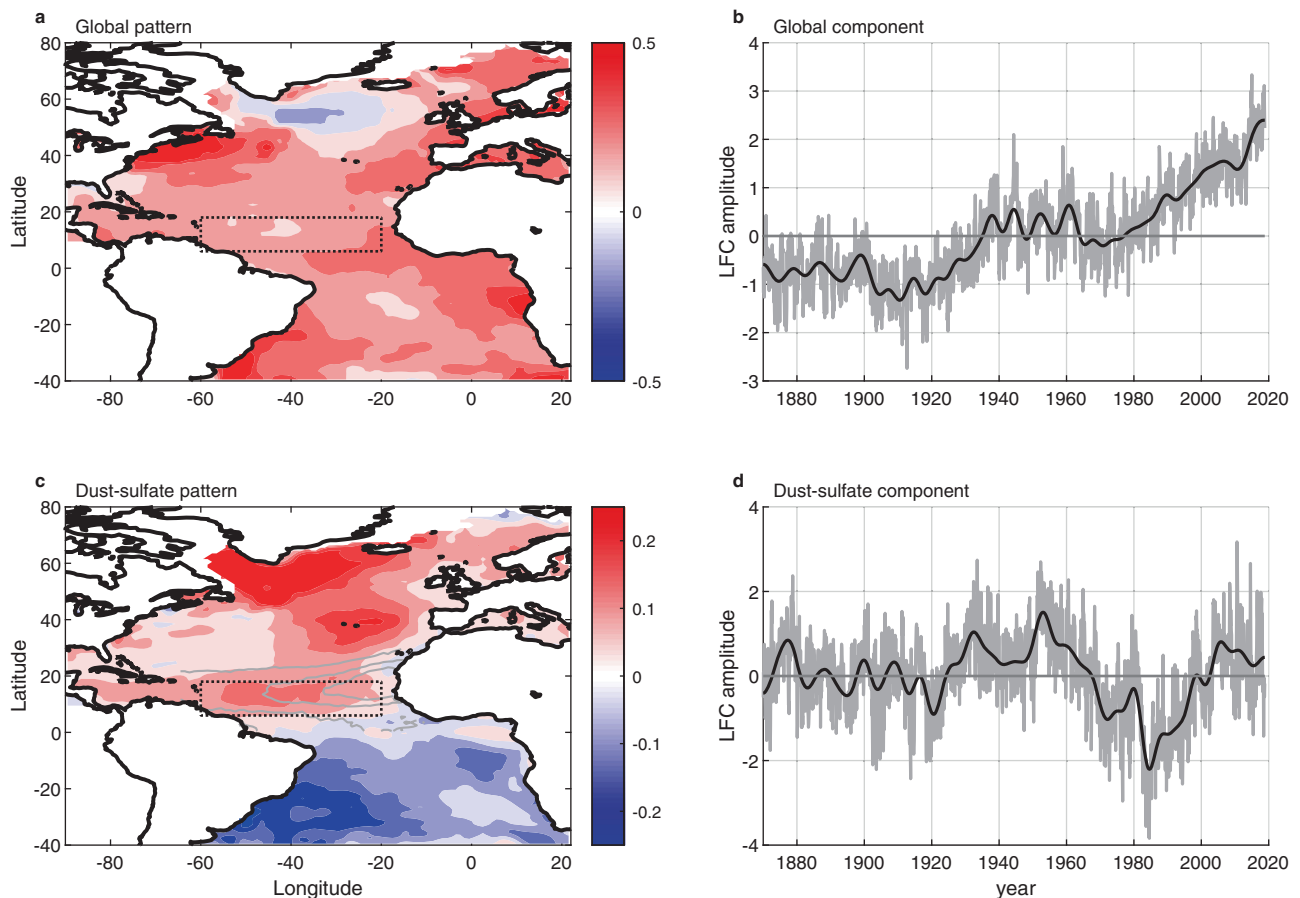 a Global pattern
80
60
40
20
0
-20
-40
Latitude
-80 -60 -40 -20 0 20
0.5
0
-0.5
b Global component
4
3
2
1
0
-1
-2
-3
LFC amplitude
1880 1900 1920 1940 1960 1980 2000 2020
c Dust-sulfate pattern
80
60
40
20
0
-20
-40
Latitude
-80 -60 -40 -20 0 20
Longitude
0.2
0.1
0
-0.1
-0.2
d Dust-sulfate component
4
2
0
-2
-4
LFC amplitude
1880 1900 1920 1940 1960 1980 2000 2020
year